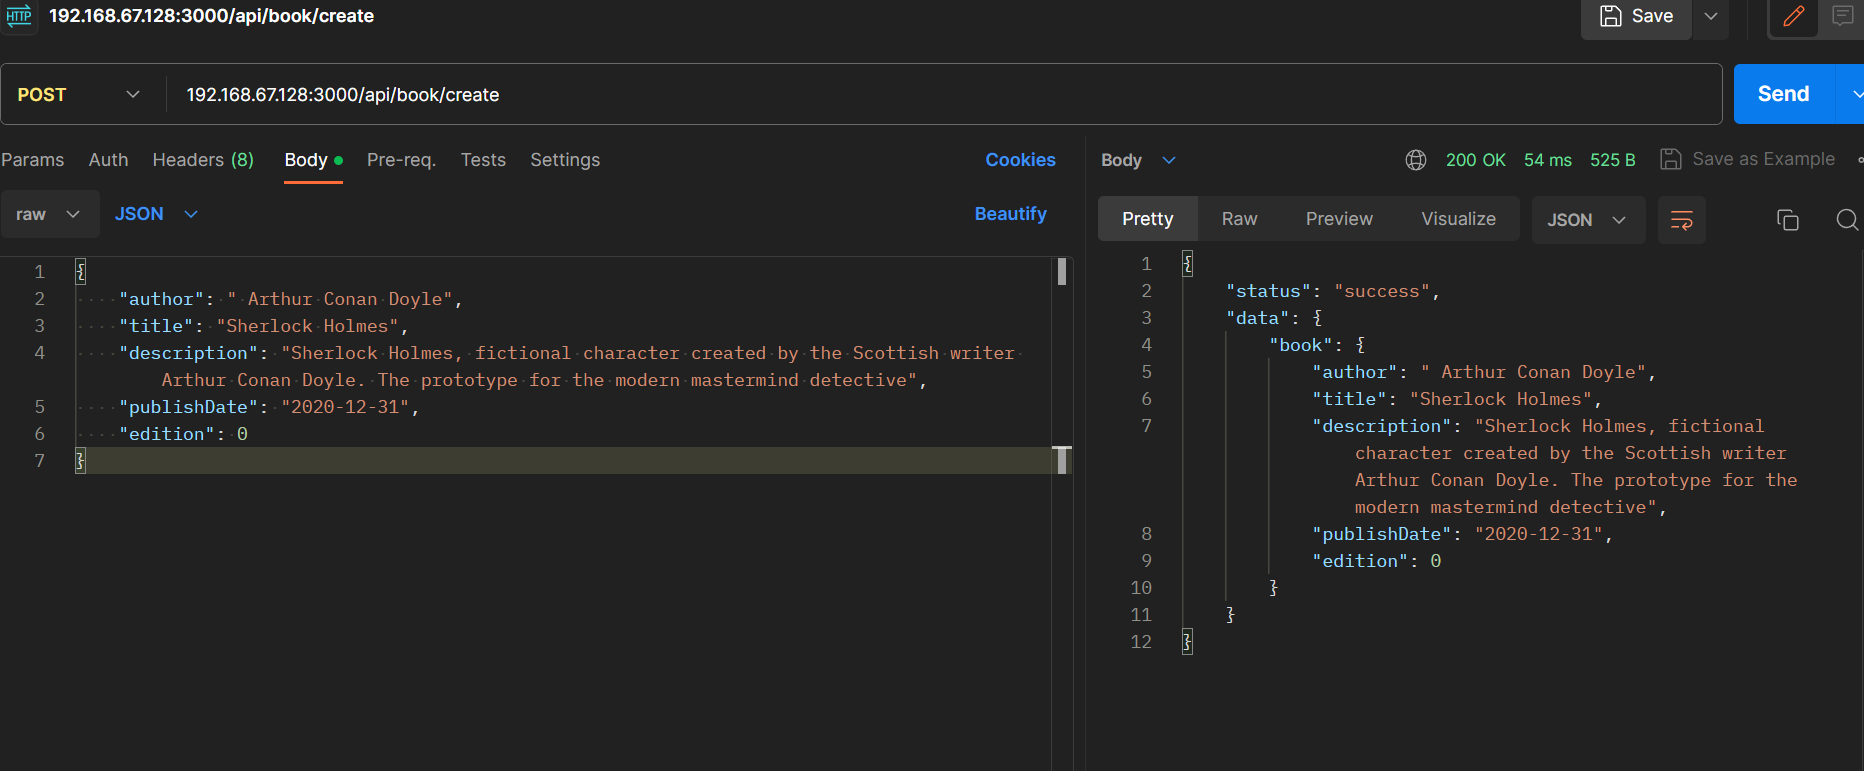 HTTP 192.168.67.128:3000/api/book/create Save
POST 192.168.67.128:3000/api/book/create Send
Params Auth Headers (8) Body Pre-req. Tests Settings Cookies
raw JSON Beautify
1 {
2 "author": " Arthur Conan Doyle",
3 "title": "Sherlock Holmes",
4 "description": "Sherlock Holmes, fictional character created by the Scottish writer
Arthur Conan Doyle. The prototype for the modern mastermind detective",
5 "publishDate": "2020-12-31",
6 "edition": 0
7 }
Body 200 OK 54 ms 525 B Save as Example
Pretty Raw Preview Visualize JSON
1 {
2 "status": "success",
3 "data": {
4 "book": {
5 "author": " Arthur Conan Doyle",
6 "title": "Sherlock Holmes",
7 "description": "Sherlock Holmes, fictional
character created by the Scottish writer
Arthur Conan Doyle. The prototype for the
modern mastermind detective",
8 "publishDate": "2020-12-31",
9 "edition": 0
10 }
11 }
12 }